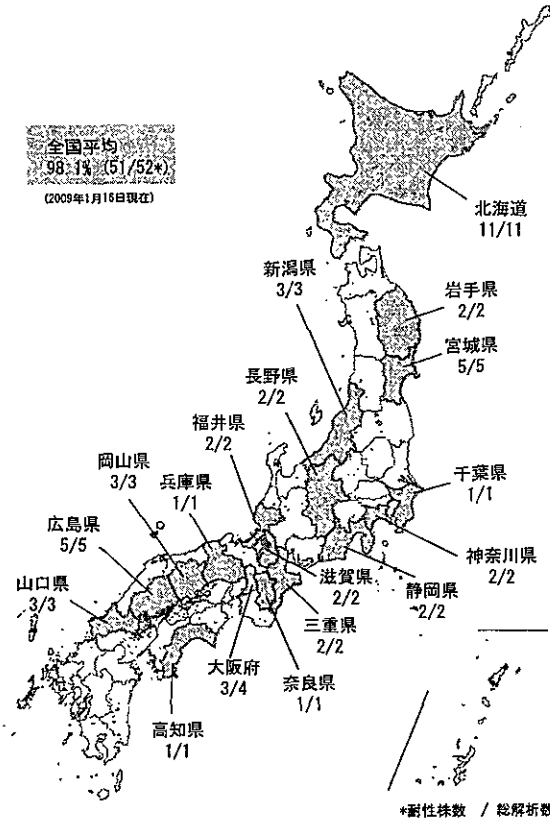 全国平均
98.1% (51/52*)
(2009年1月16日現在)
北海道
11/11
新潟県
3/3
岩手県
2/2
宮城県
5/5
長野県
2/2
福井県
2/2
岡山県
3/3
兵庫県
1/1
千葉県
1/1
広島県
5/5
神奈川県
2/2
山口県
3/3
滋賀県
2/2
静岡県
2/2
三重県
2/2
大阪府
3/4
奈良県
1/1
高知県
1/1
*耐性株数 / 総解析数